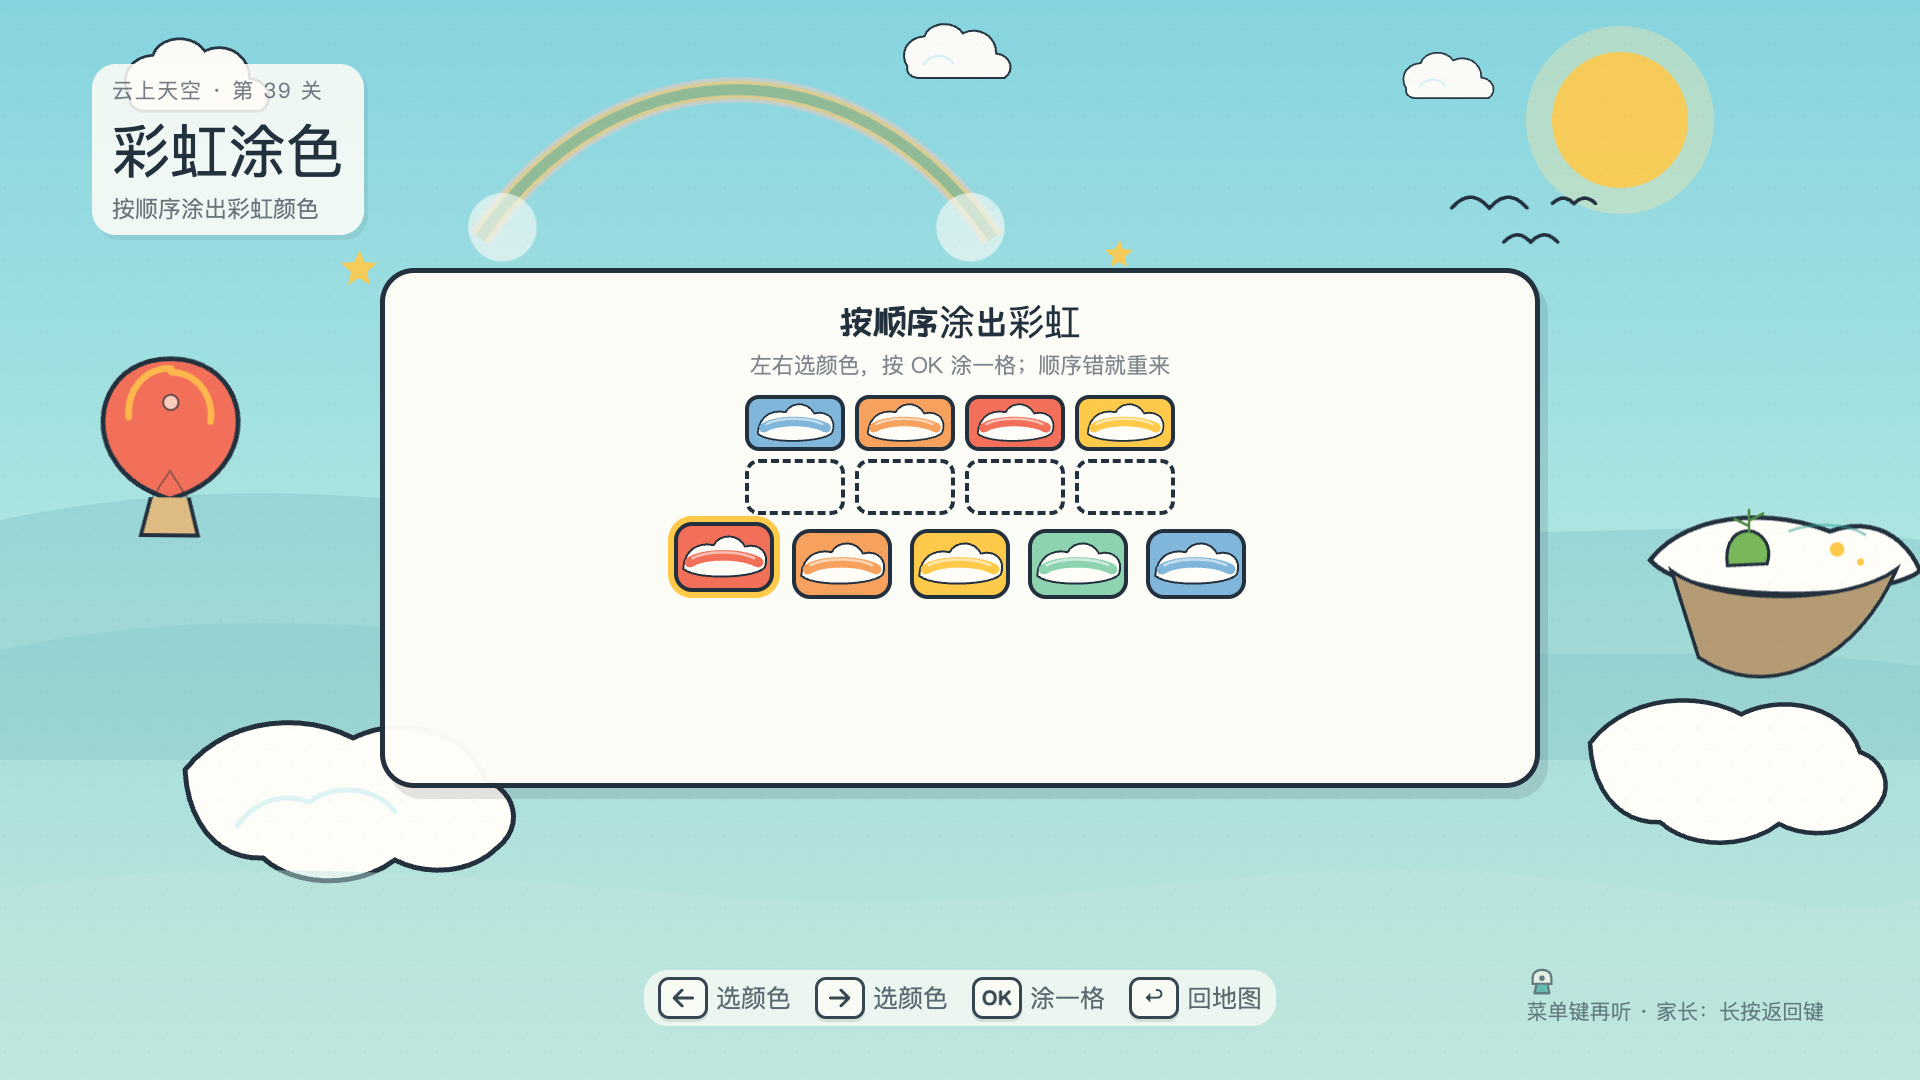 云上天空 · 第 39 关
彩虹涂色
按顺序涂出彩虹颜色
按顺序涂出彩虹
左右选颜色，按 OK 涂一格；顺序错就重来
选颜色
选颜色
OK 涂一格
回地图
菜单键再听 · 家长：长按返回键